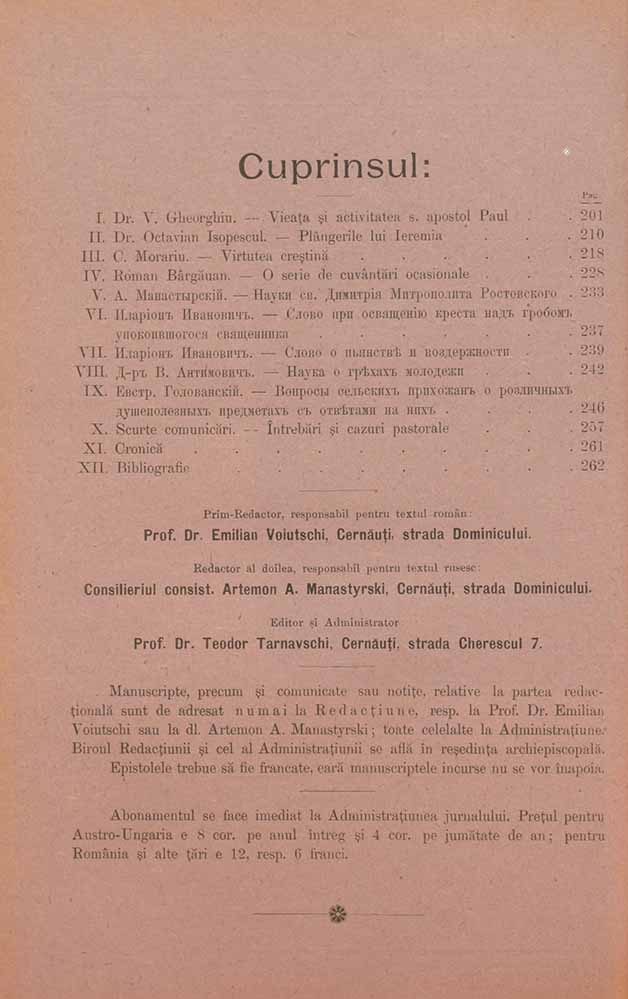 Cuprinsul:
Pag.
I. Dr. V. Gheorghiu. — Vieața și activitatea s. apostol Paul . . 201
II. Dr. Octavian Isopescul. — Plângerile lui Ieremia . . . 210
III. C. Morariu. — Virtutea creștină . . . . . . 218
IV. Roman Bârgăuan. — O serie de cuvântări ocasionale . . . 228
V. А. Манастырскій. — Науки св. Димитрія Митрополита Ростовского . 233
VI. Иларіонъ Ивановичъ. — Слово при освященію креста надъ гробомъ
упокоившогося священника . . . . . . 237
VII. Иларіонъ Ивановичъ. — Слово о пьянствѣ и воздержности . . 239
VIII. Д-ръ В. Антимовичъ. — Наука о грѣхахъ молодежи . . . 242
IX. Евстр. Голованскій. — Вопросы сельскихъ прихожанъ о розличныхъ
душеполезныхъ предметахъ съ отвѣтами на нихъ . . . . 246
X. Scurte comunicări. — Întrebări și cazuri pastorale . . . 257
XI. Cronică . . . . . . . . . . 261
XII. Bibliografie . . . . . . . . . 262
Prim-Redactor, responsabil pentru textul român:
Prof. Dr. Emilian Voiutschi, Cernăuți, strada Dominicului.
Redactor al doilea, responsabil pentru textul rusesc:
Consilieriul consist. Artemon A. Manastyrski, Cernăuți, strada Dominicului.
Editor și Administrator
Prof. Dr. Teodor Tarnavschi, Cernăuți, strada Cherescul 7.
Manuscripte, precum și comunicate sau notițe, relative la partea redac-
țională sunt de adresat numai la Redacțiune, resp. la Prof. Dr. Emilian
Voiutschi sau la dl. Artemon A. Manastyrski; toate celelalte la Administrațiune.
Biroul Redacțiunii și cel al Administrațiunii se află în reședința archiepiscopală.
Epistolele trebue să fie francate, eară manuscriptele incurse nu se vor înapoia.
Abonamentul se face imediat la Administrațiunea jurnalului. Prețul pentru
Austro-Ungaria e 8 cor. pe anul întreg și 4 cor. pe jumătate de an; pentru
România și alte țări e 12, resp. 6 franci.